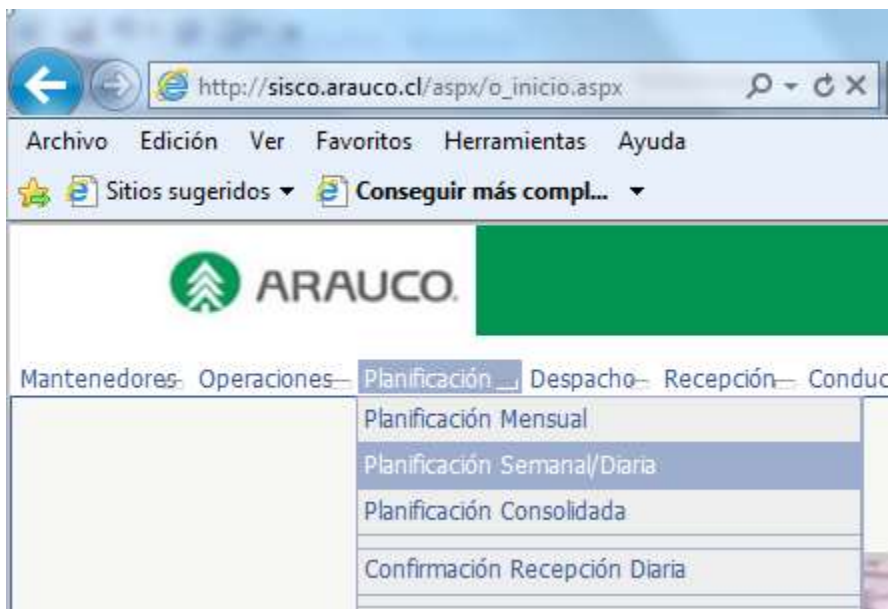 http://sisco.arauco.cl/aspx/o_inicio.aspx
Archivo Edición Ver Favoritos Herramientas Ayuda
Sitios sugeridos Conseguir más compl...
ARAUCO.
Mantenedores Operaciones Planificación Despacho Recepción Conduc
Planificación Mensual
Planificación Semanal/Diaria
Planificación Consolidada
Confirmación Recepción Diaria